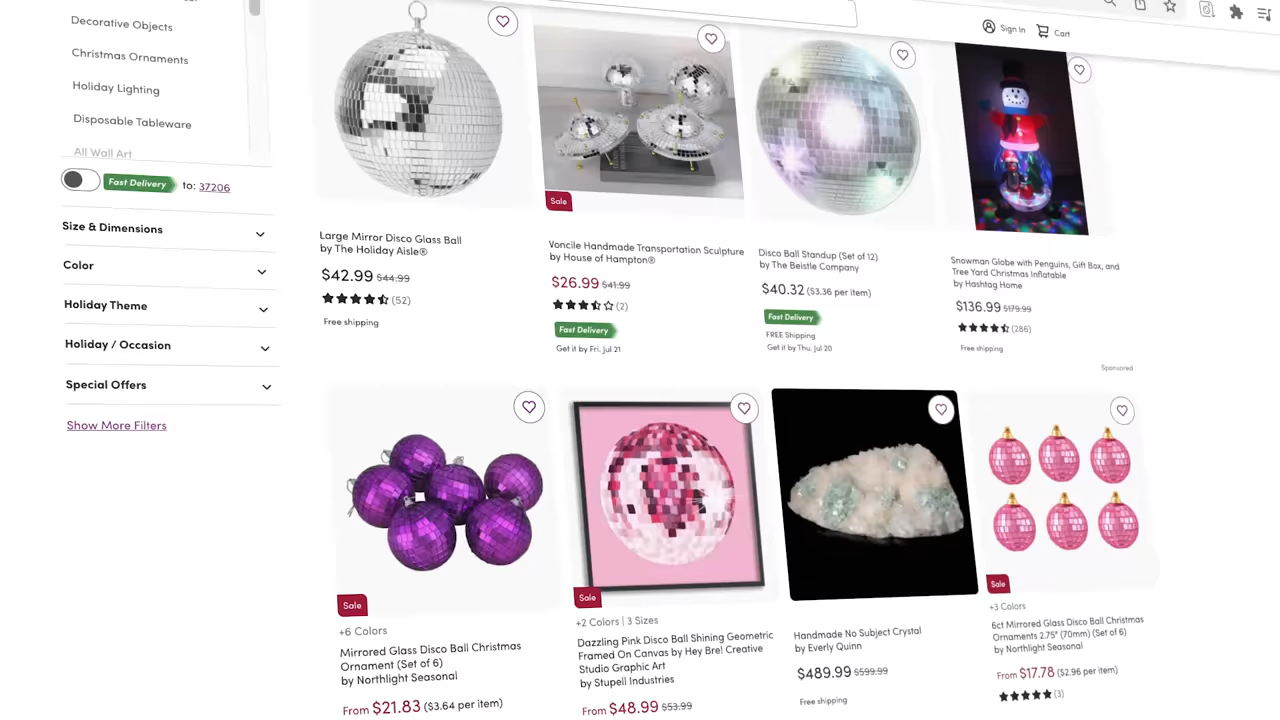 Sign In
Cart
Decorative Objects
Christmas Ornaments
Holiday Lighting
Disposable Tableware
All Wall Art
Fast Delivery to: 37206
Size & Dimensions
Color
Holiday Theme
Holiday / Occasion
Special Offers
Show More Filters
Large Mirror Disco Glass Ball
by The Holiday Aisle®
$42.99 $44.99
(52)
Free shipping
Sale
Voncile Handmade Transportation Sculpture
by House of Hampton®
$26.99 $41.99
(2)
Fast Delivery
Get it by Fri. Jul 21
Disco Ball Standup (Set of 12)
by The Beistle Company
$40.32 ($3.36 per item)
Fast Delivery
FREE Shipping
Get it by Thu. Jul 20
Snowman Globe with Penguins, Gift Box, and
Tree Yard Christmas Inflatable
by Hashtag Home
$136.99 $179.99
(286)
Free shipping
Sponsored
Sale
+6 Colors
Mirrored Glass Disco Ball Christmas
Ornament (Set of 6)
by Northlight Seasonal
From $21.83 ($3.64 per item)
Sale
+2 Colors | 3 Sizes
Dazzling Pink Disco Ball Shining Geometric
Framed On Canvas by Hey Bre! Creative
Studio Graphic Art
by Stupell Industries
From $48.99 $53.99
Handmade No Subject Crystal
by Everly Quinn
$489.99 $599.99
Free shipping
Sale
+3 Colors
6ct Mirrored Glass Disco Ball Christmas
Ornaments 2.75" (70mm) (Set of 6)
by Northlight Seasonal
From $17.78 ($2.96 per item)
(3)